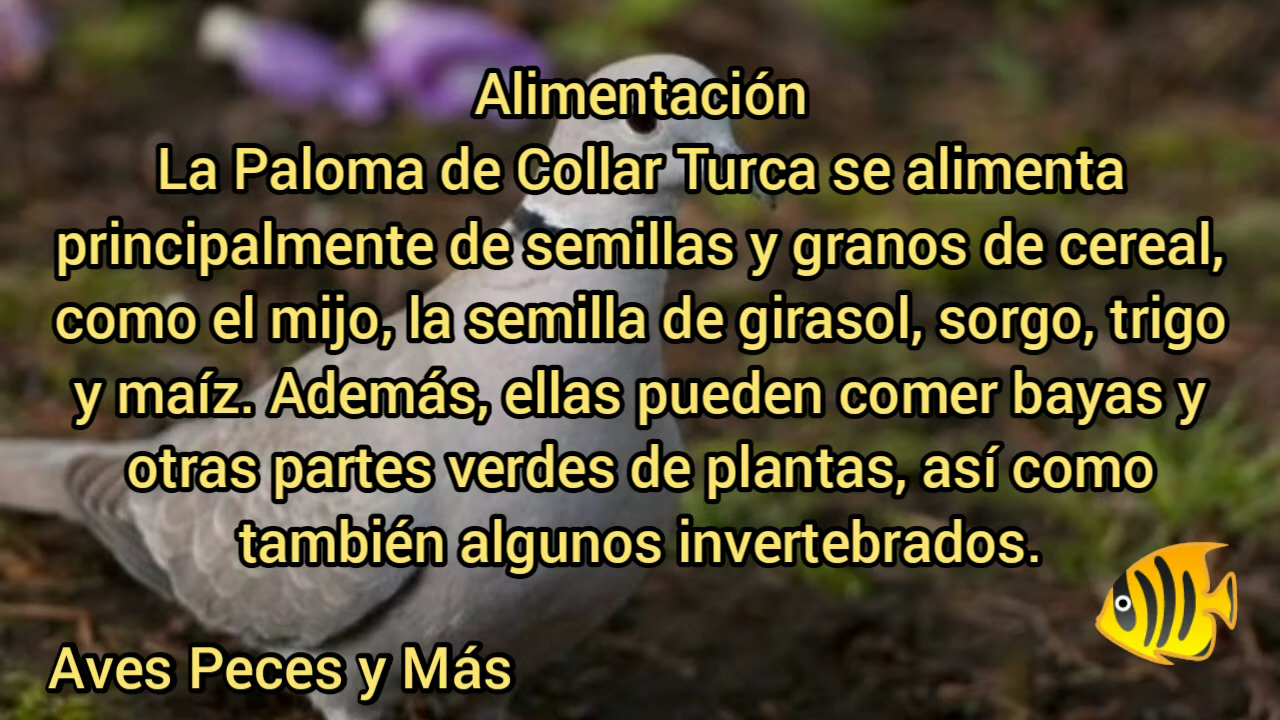 Alimentación
La Paloma de Collar Turca se alimenta
principalmente de semillas y granos de cereal,
como el mijo, la semilla de girasol, sorgo, trigo
y maíz. Además, ellas pueden comer bayas y
otras partes verdes de plantas, así como
también algunos invertebrados.
Aves Peces y Más